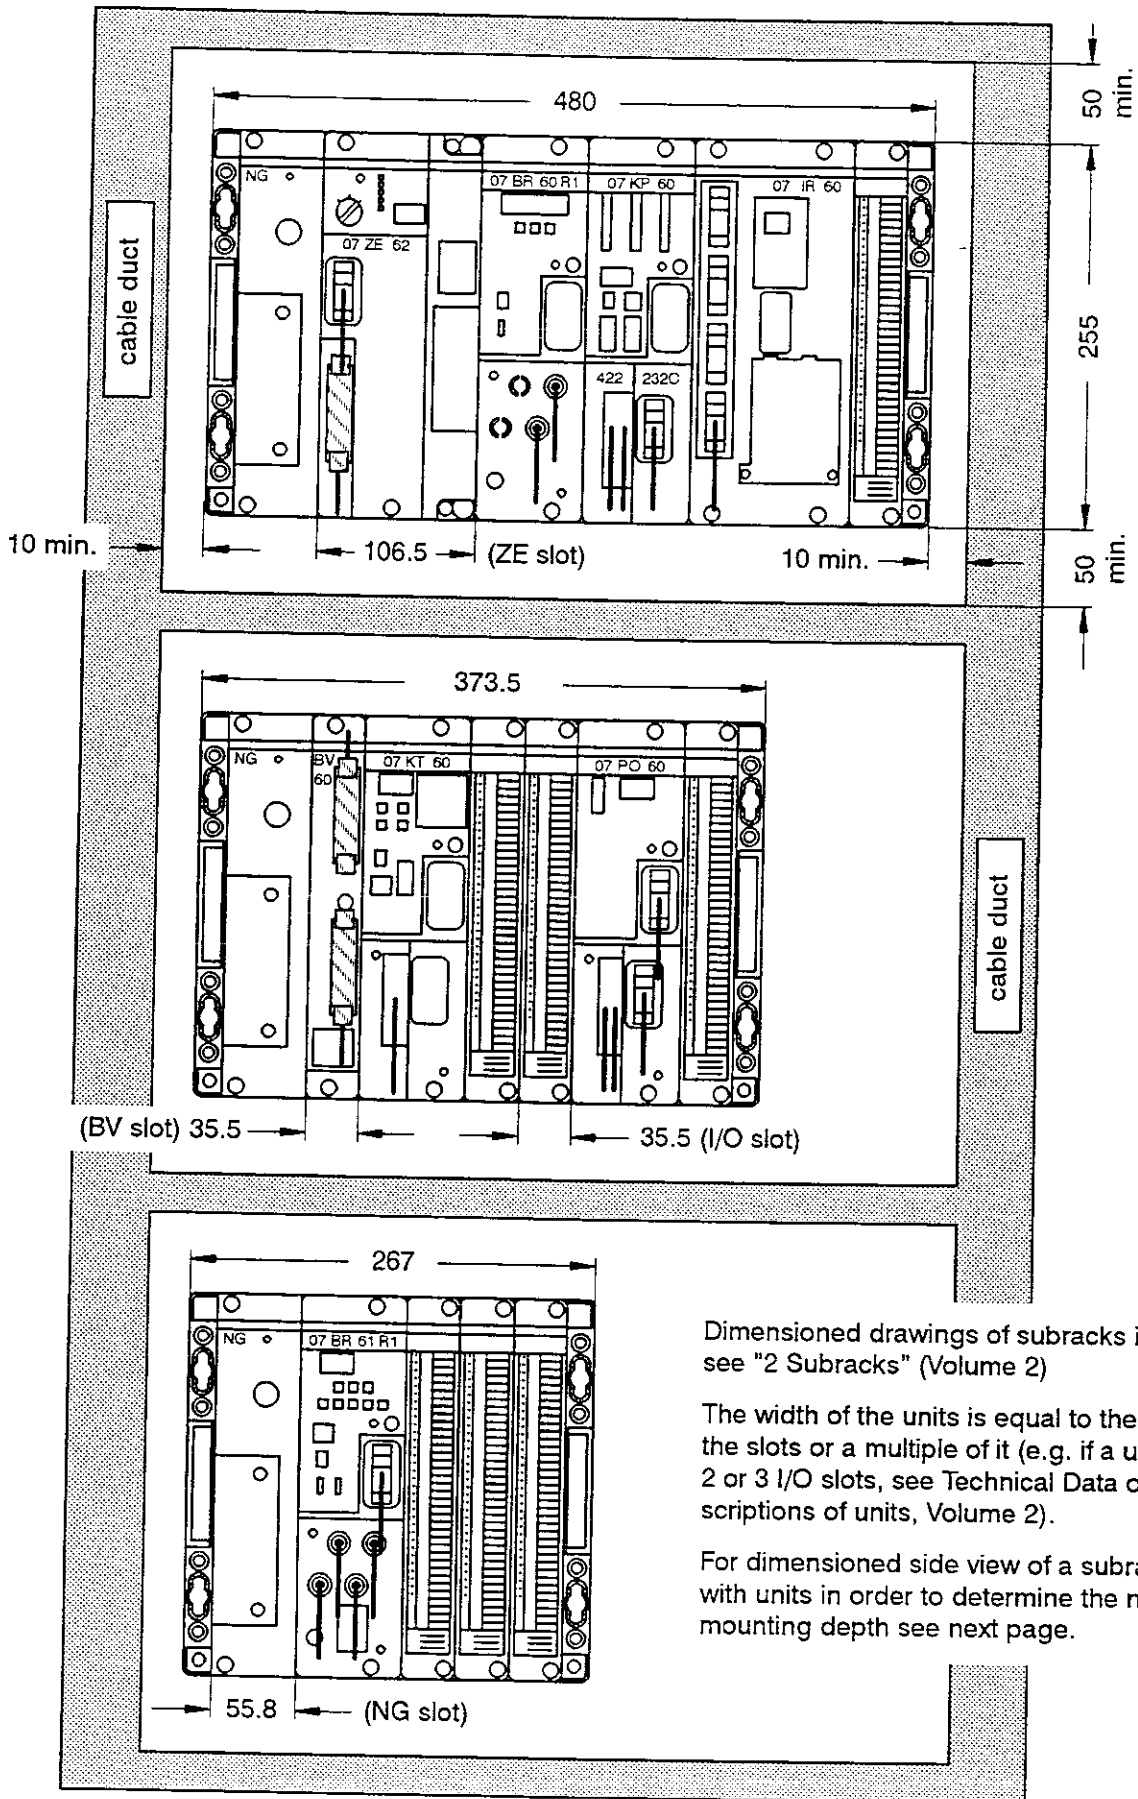 50
min.
480
NG
07 BR 60 R1
07 KP 60
07 IR 60
07 ZE 62
cable duct
255
422
232C
10 min.
106.5
(ZE slot)
10 min.
50
min.
373.5
NG
BV
60
07 KT 60
07 PO 60
cable duct
(BV slot) 35.5
35.5 (I/O slot)
267
NG
07 BR 61 R1
Dimensioned drawings of subracks i
see "2 Subracks" (Volume 2)
The width of the units is equal to the
the slots or a multiple of it (e.g. if a u
2 or 3 I/O slots, see Technical Data o
scriptions of units, Volume 2).
For dimensioned side view of a subra
with units in order to determine the n
mounting depth see next page.
55.8
(NG slot)